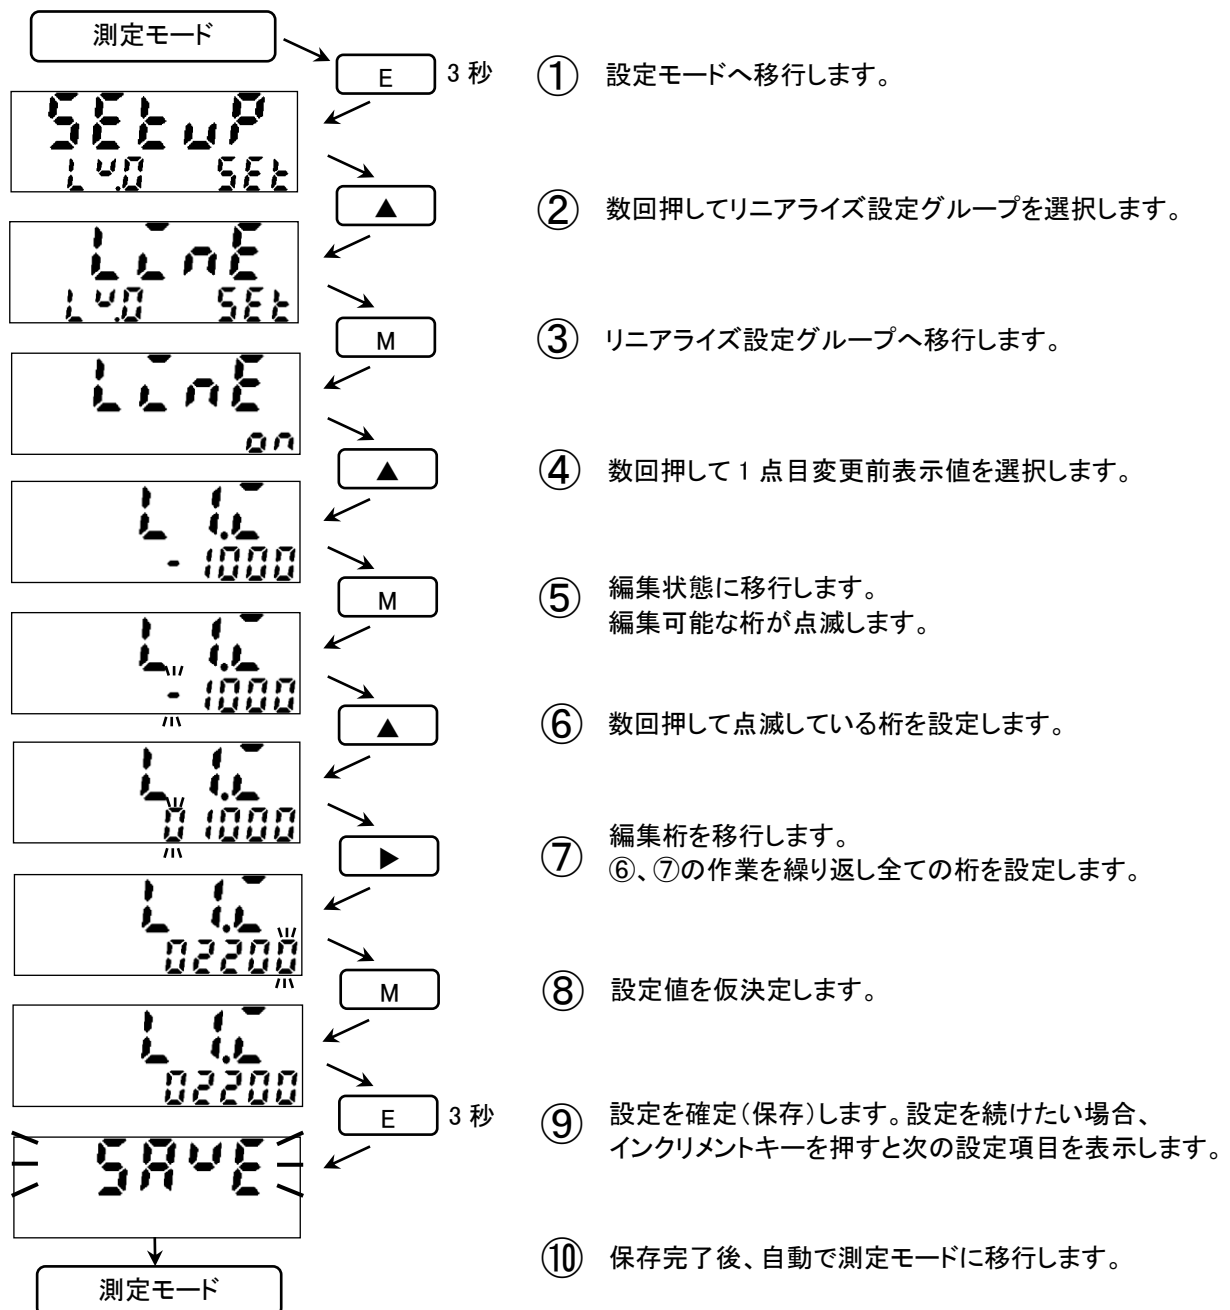 測定モード
E 3 秒 ① 設定モードへ移行します。
SEtuP
Lv.0 SEt
▲ ② 数回押してリニアライズ設定グループを選択します。
LinE
Lv.0 SEt
M ③ リニアライズ設定グループへ移行します。
LinE
on
▲ ④ 数回押して 1 点目変更前表示値を選択します。
L 1.i
- 1000
M ⑤ 編集状態に移行します。
編集可能な桁が点滅します。
L 1.i
- 1000
▲ ⑥ 数回押して点滅している桁を設定します。
L 1.i
01000
▶ ⑦ 編集桁を移行します。
⑥、⑦の作業を繰り返し全ての桁を設定します。
L 1.i
02200
M ⑧ 設定値を仮決定します。
L 1.i
02200
E 3 秒 ⑨ 設定を確定(保存)します。設定を続けたい場合、
インクリメントキーを押すと次の設定項目を表示します。
SAvE
⑩ 保存完了後、自動で測定モードに移行します。
測定モード